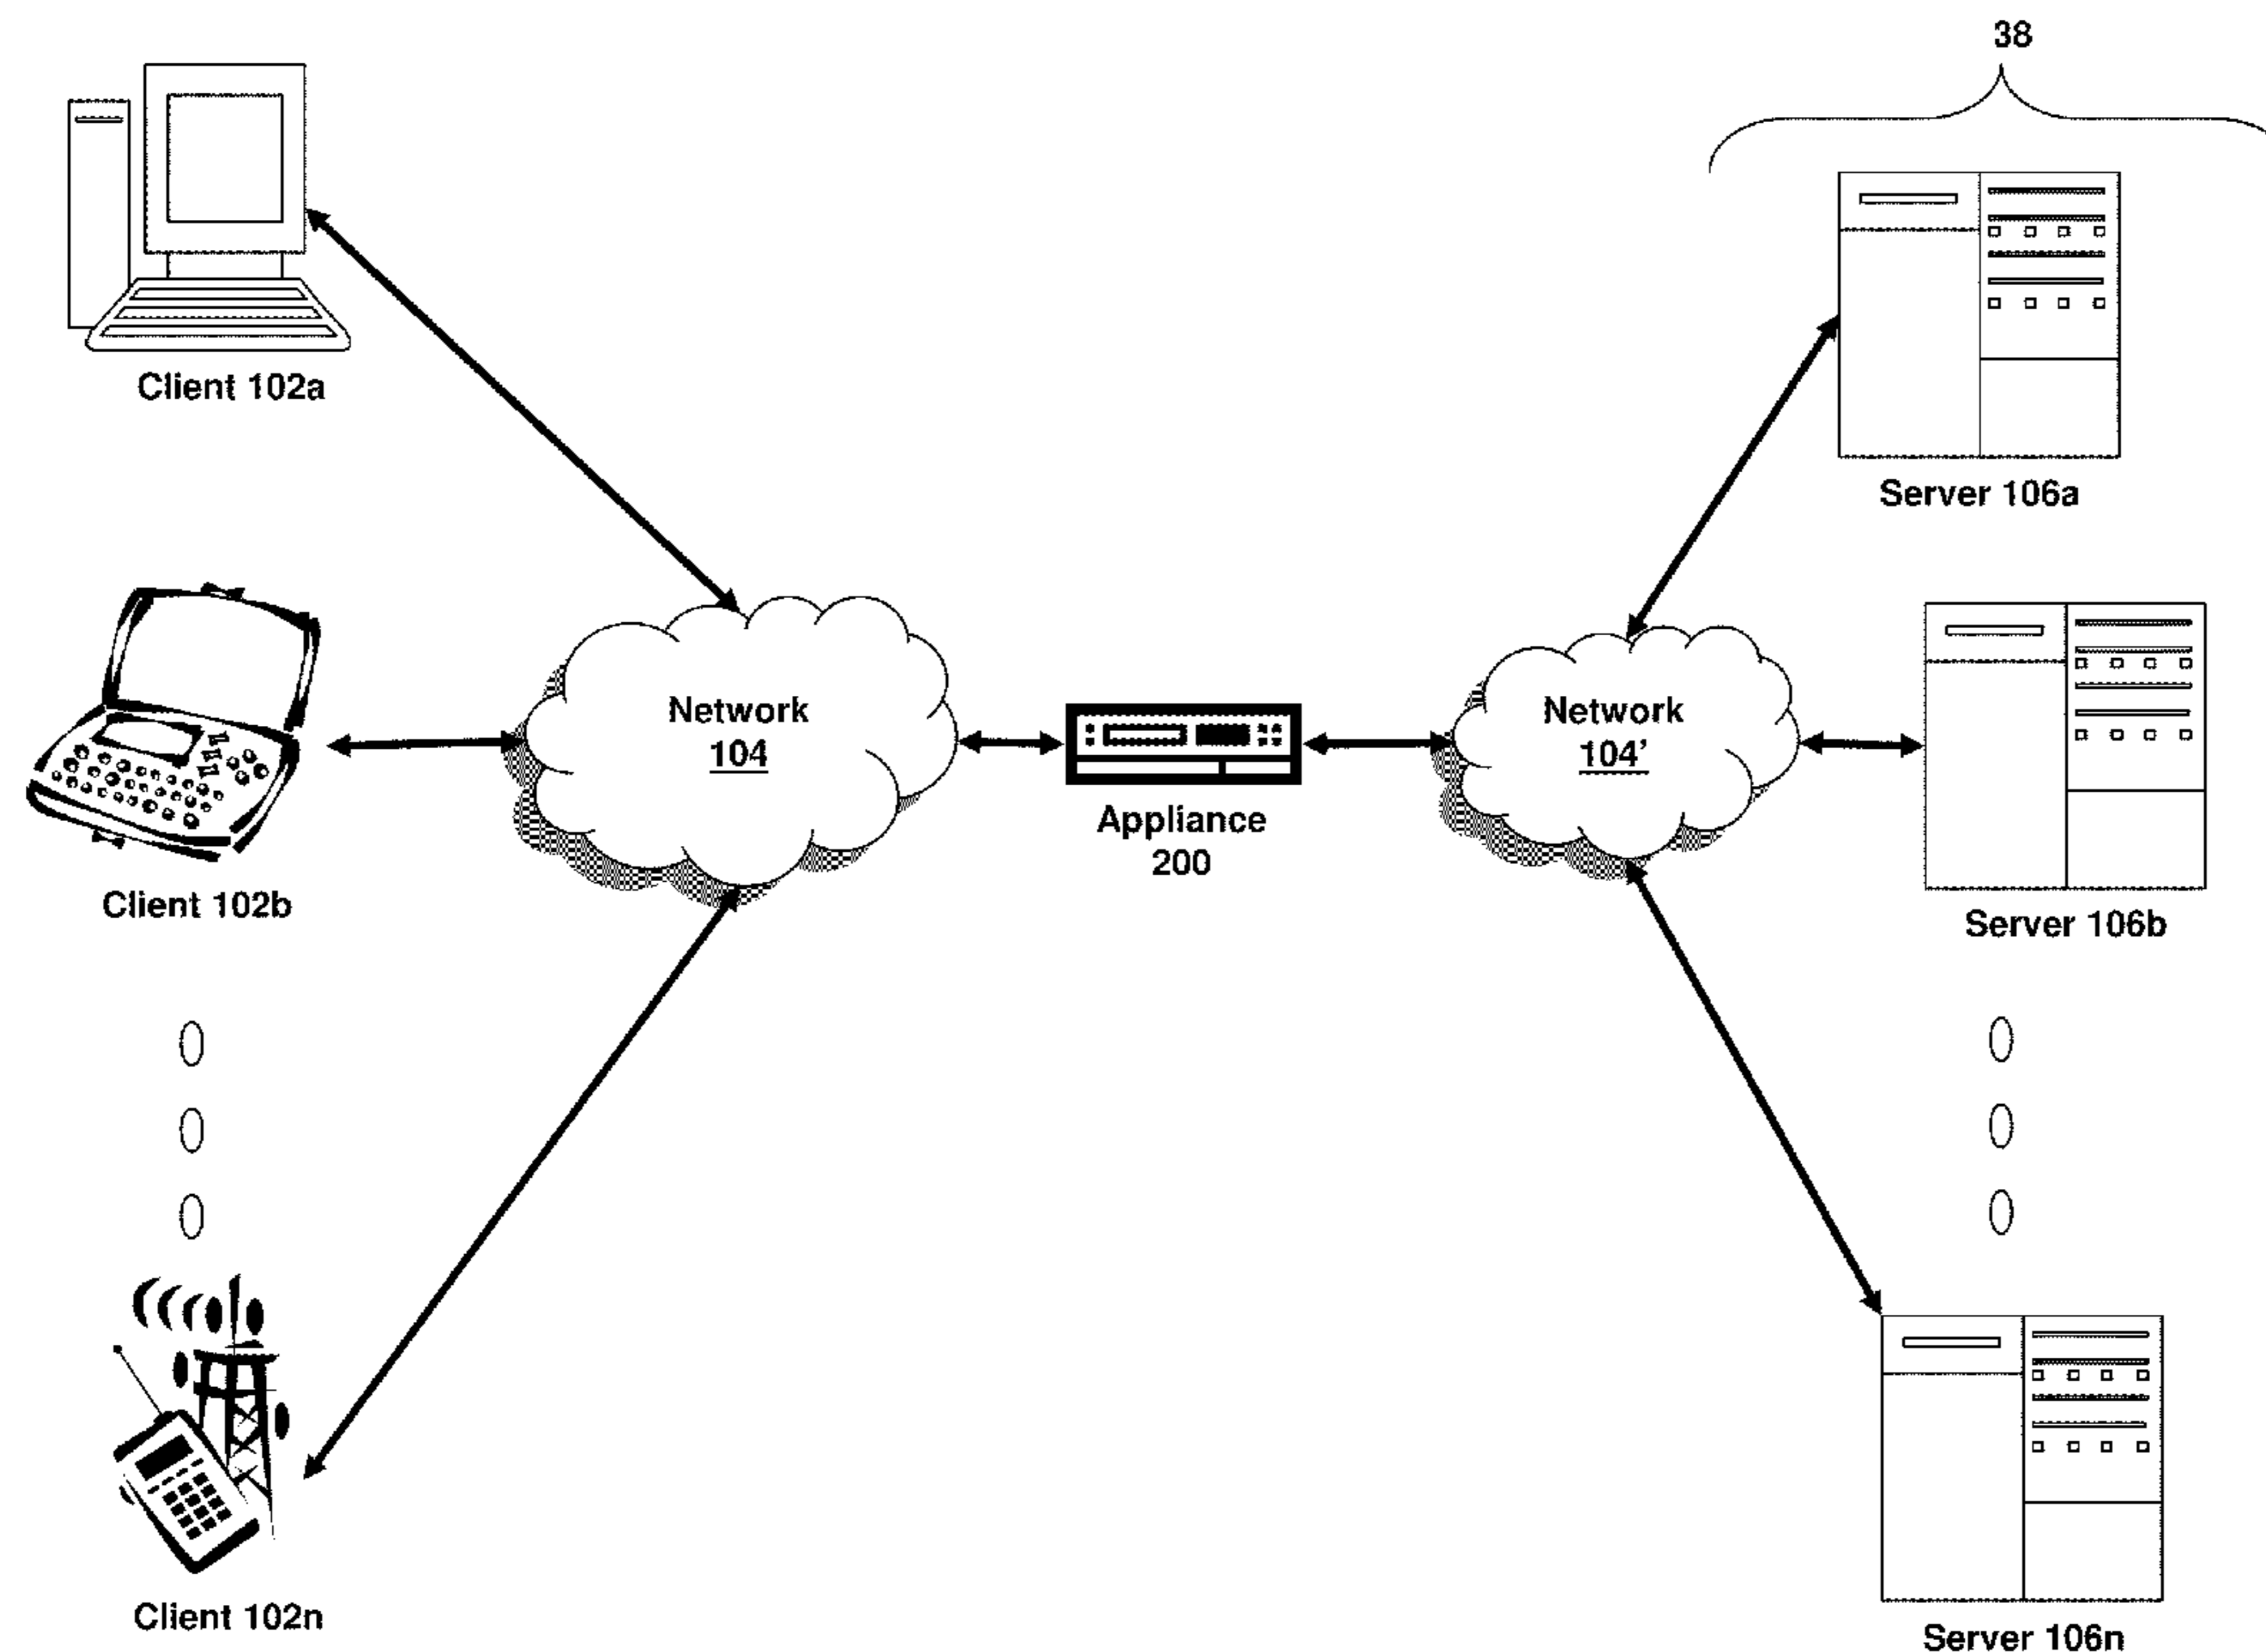 38
Client 102a
Server 106a
Network
104
Network
104’
Appliance
200
Client 102b
Server 106b
Client 102n
Server 106n